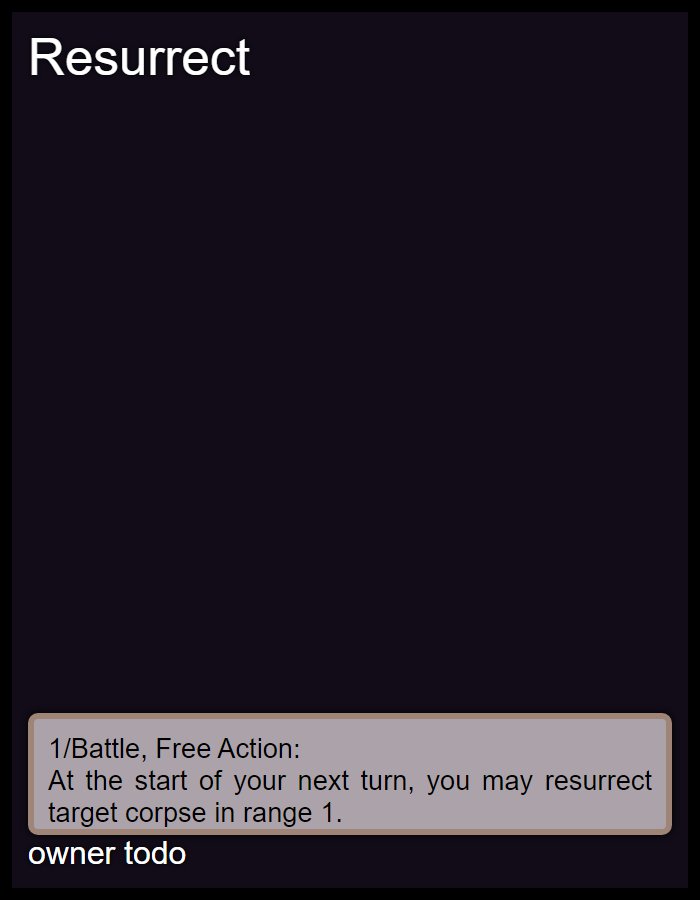 Resurrect
1/Battle, Free Action:
At the start of your next turn, you may resurrect
target corpse in range 1.
owner todo